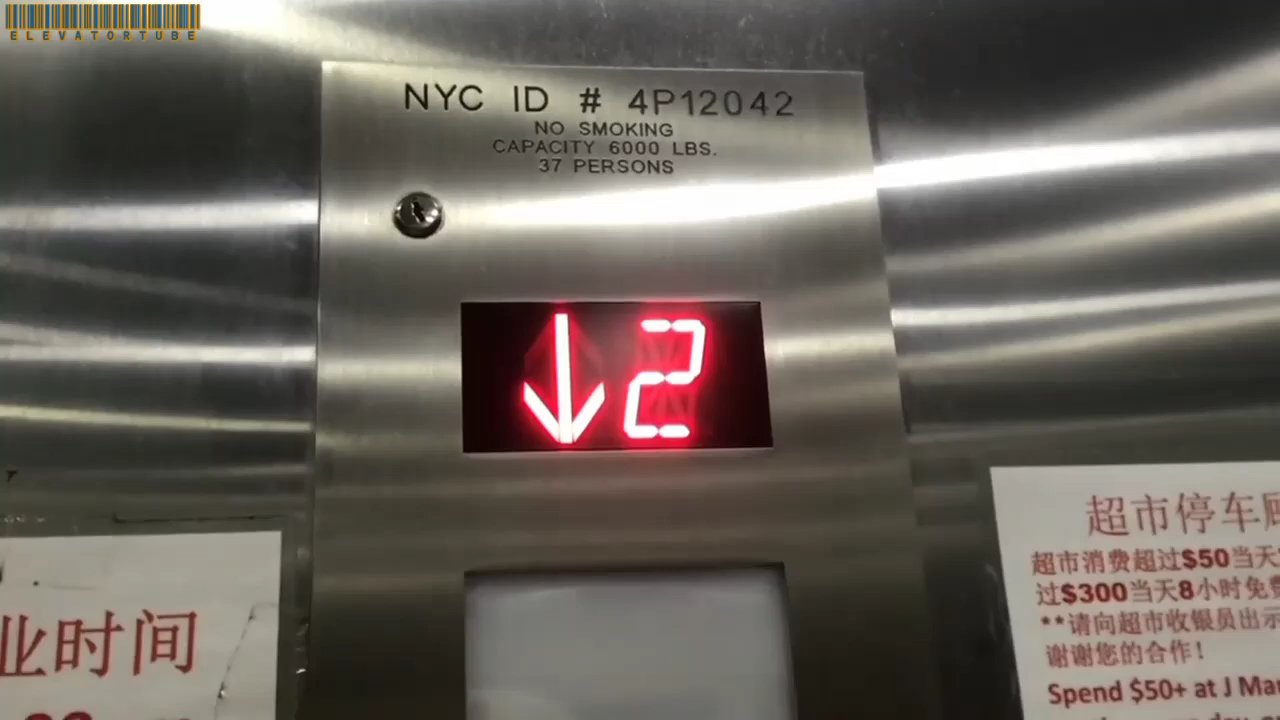 ELEVATORTUBE
NYC ID # 4P12042
NO SMOKING
CAPACITY 6000 LBS.
37 PERSONS
↓2
业时间
超市停车
超市消费超过$50当天
过$300当天8小时免费
**请向超市收银员出示
谢谢您的合作!
Spend $50+ at J